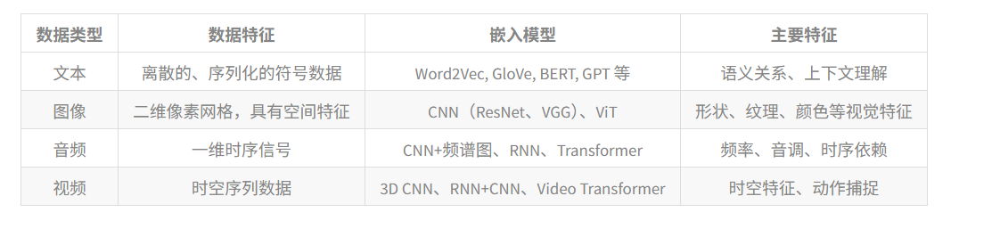 数据类型 数据特征 嵌入模型 主要特征
文本 离散的、序列化的符号数据 Word2Vec, GloVe, BERT, GPT 等 语义关系、上下文理解
图像 二维像素网格，具有空间特征 CNN（ResNet、VGG）、ViT 形状、纹理、颜色等视觉特征
音频 一维时序信号 CNN+频谱图、RNN、Transformer 频率、音调、时序依赖
视频 时空序列数据 3D CNN、RNN+CNN、Video Transformer 时空特征、动作捕捉